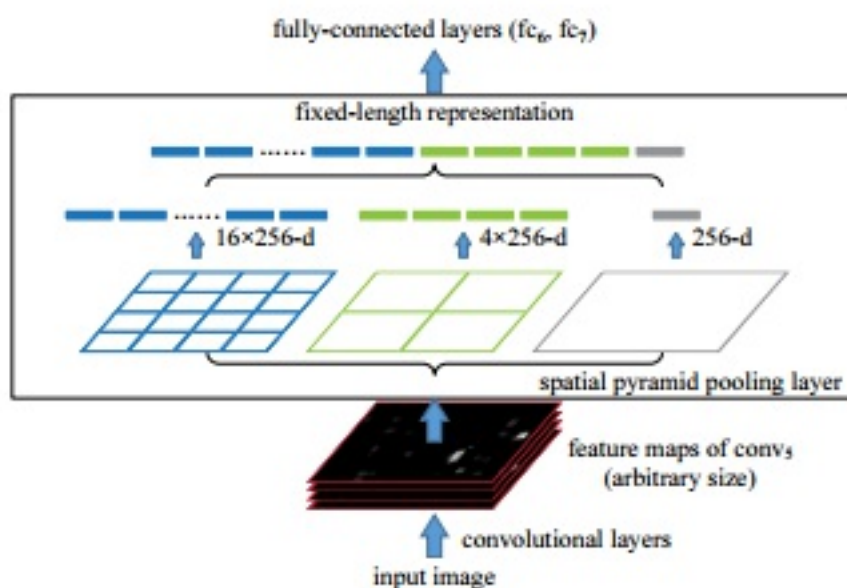 fully-connected layers (fc₆, fc₇)
fixed-length representation
......
......
16×256-d
4×256-d
256-d
spatial pyramid pooling layer
feature maps of conv₅
(arbitrary size)
convolutional layers
input image